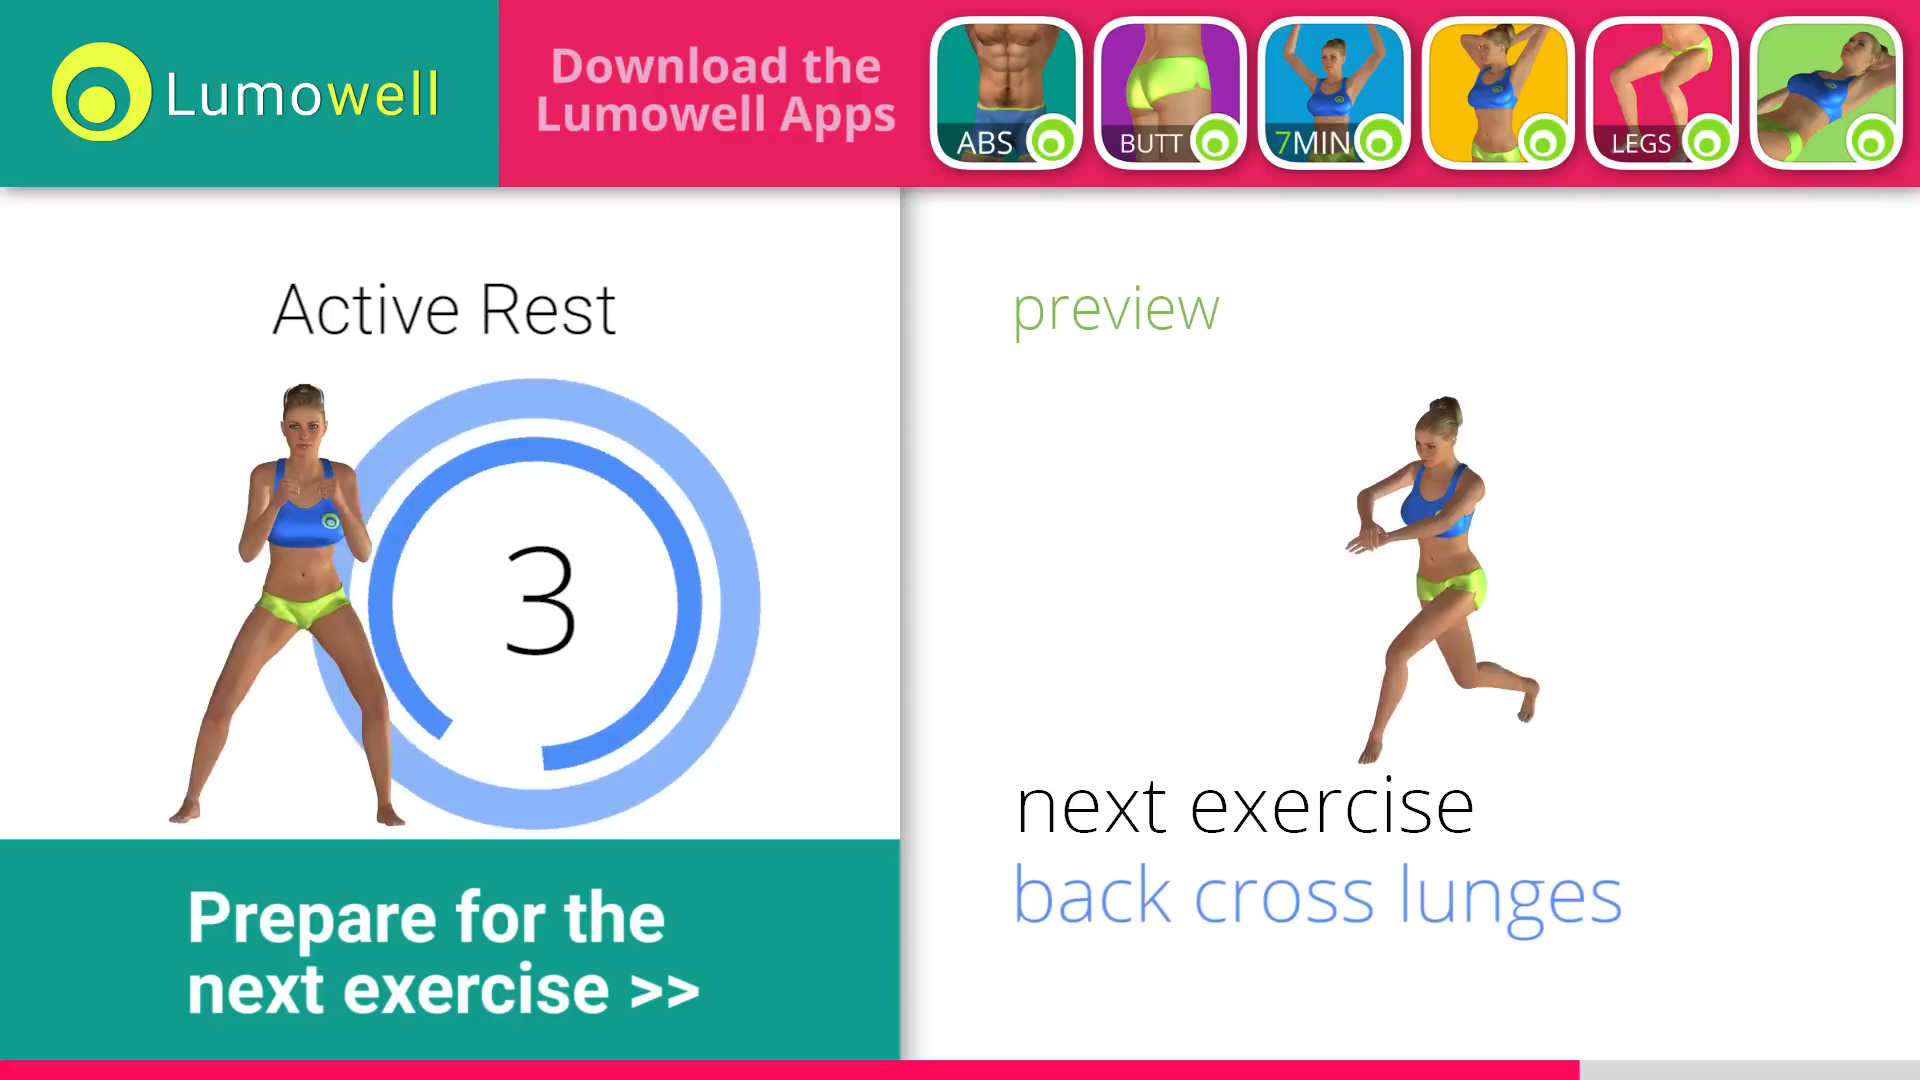 Lumowell
Download the
Lumowell Apps
ABS
BUTT
7MIN
LEGS
Active Rest
3
Prepare for the
next exercise >>
preview
next exercise
back cross lunges